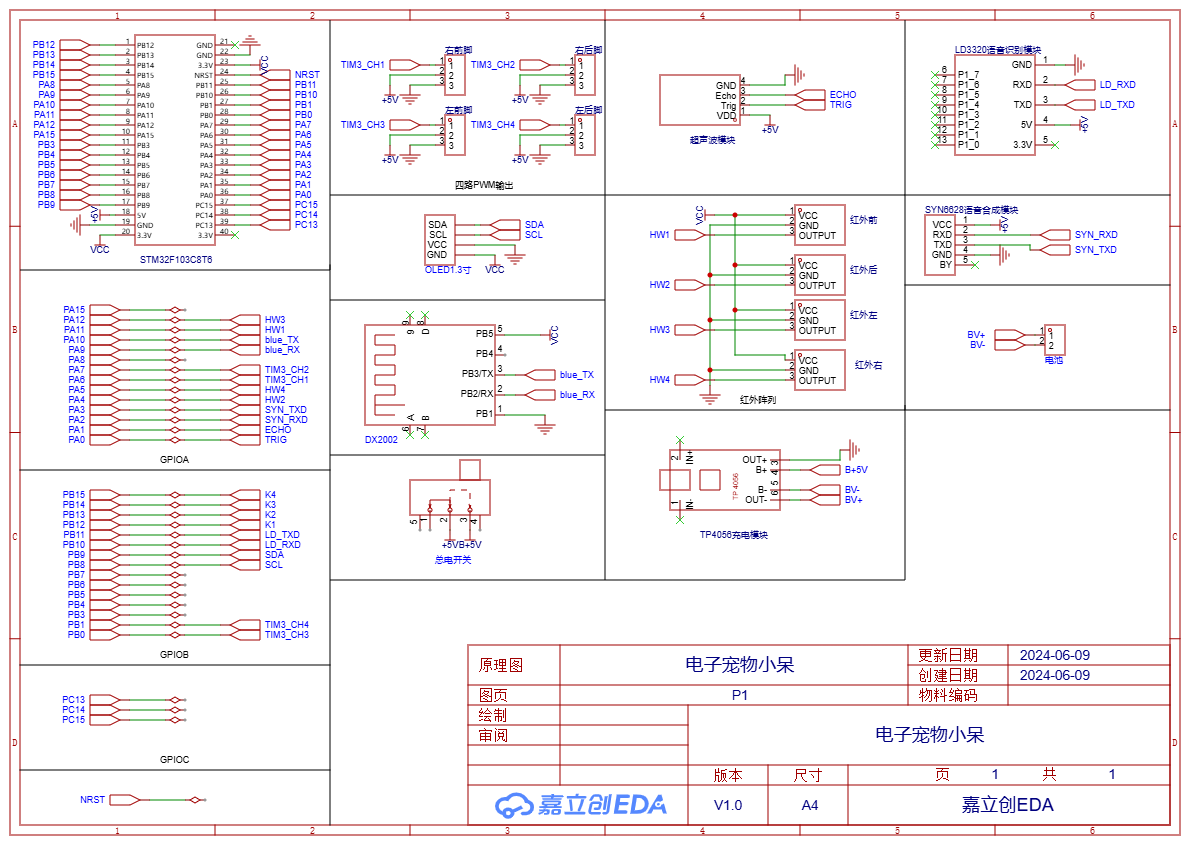 1 2 3 4 5 6
A
B
C
D
PB12 1 PB12 GND 21
PB13 2 PB13 GND 22
PB14 3 PB14 3.3V 23 VCC
PB15 4 PB15 NRST 24 NRST
PA8 5 PA8 PB11 25 PB11
PA9 6 PA9 PB10 26 PB10
PA10 7 PA10 PB1 27 PB1
PA11 8 PA11 PB0 28 PB0
PA12 9 PA12 PA7 29 PA7
PA15 10 PA15 PA6 30 PA6
PB3 11 PB3 PA5 31 PA5
PB4 12 PB4 PA4 32 PA4
PB5 13 PB5 PA3 33 PA3
PB6 14 PB6 PA2 34 PA2
PB7 15 PB7 PA1 35 PA1
PB8 16 PB8 PA0 36 PA0
PB9 17 PB9 PC15 37 PC15
+5V 18 5V PC14 38 PC14
19 GND PC13 39 PC13
20 3.3V 3.3V 40
VCC
STM32F103C8T6
PA15
PA12 HW3
PA11 HW1
PA10 blue_TX
PA9 blue_RX
PA8
PA7 TIM3_CH2
PA6 TIM3_CH1
PA5 HW4
PA4 HW2
PA3 SYN_TXD
PA2 SYN_RXD
PA1 ECHO
PA0 TRIG
GPIOA
PB15 K4
PB14 K3
PB13 K2
PB12 K1
PB11 LD_TXD
PB10 LD_RXD
PB9 SDA
PB8 SCL
PB7
PB6
PB5
PB4
PB3
PB1 TIM3_CH4
PB0 TIM3_CH3
GPIOB
PC13
PC14
PC15
GPIOC
NRST
右前脚
TIM3_CH1 1 1
2 2
3 3
+5V
右后脚
TIM3_CH2 1 1
2 2
3 3
+5V
左前脚
TIM3_CH3 1 1
2 2
3 3
+5V
左后脚
TIM3_CH4 1 1
2 2
3 3
+5V
四路PWM输出
SDA SDA
SCL SCL
VCC
GND
OLED1.3寸 VCC
9 8
9 D
PB5 5 VCC
PB4 4
PB3/TX 3 blue_TX
PB2/RX 2 blue_RX
PB1 1
A B
6 7
DX2002
5 1 2 3 4
+5VB+5V
总电开关
GND 4
Echo 3 ECHO
Trig 2 TRIG
VDD 1
+5V
超声波模块
VCC
1 VCC 红外前
2 GND
HW1 3 OUTPUT
1 VCC 红外后
2 GND
HW2 3 OUTPUT
1 VCC 红外左
2 GND
HW3 3 OUTPUT
1 VCC 红外右
2 GND
HW4 3 OUTPUT
红外阵列
2 IN+
1 IN-
TP4056
OUT+ 3
B+ 4 B+5V
B- 5 BV-
OUT- 6 BV+
TP4056充电模块
LD3320语音识别模块
6 P1_7
7 P1_6
8 P1_5
9 P1_4
10 P1_3
11 P1_2
12 P1_1
13 P1_0
GND 1
RXD 2 LD_RXD
TXD 3 LD_TXD
5V 4 +5V
3.3V 5
SYN6628语音合成模块
VCC 1 +5V
RXD 2 SYN_RXD
TXD 3 SYN_TXD
GND 4
BY 5
BV+ 1 1
BV- 2 2
电池
原理图 电子宠物小呆 更新日期 2024-06-09
创建日期 2024-06-09
图页 P1 物料编码
绘制
审阅
电子宠物小呆
版本 尺寸 页 1 共 1
嘉立创EDA V1.0 A4 嘉立创EDA
1 2 3 4 5 6